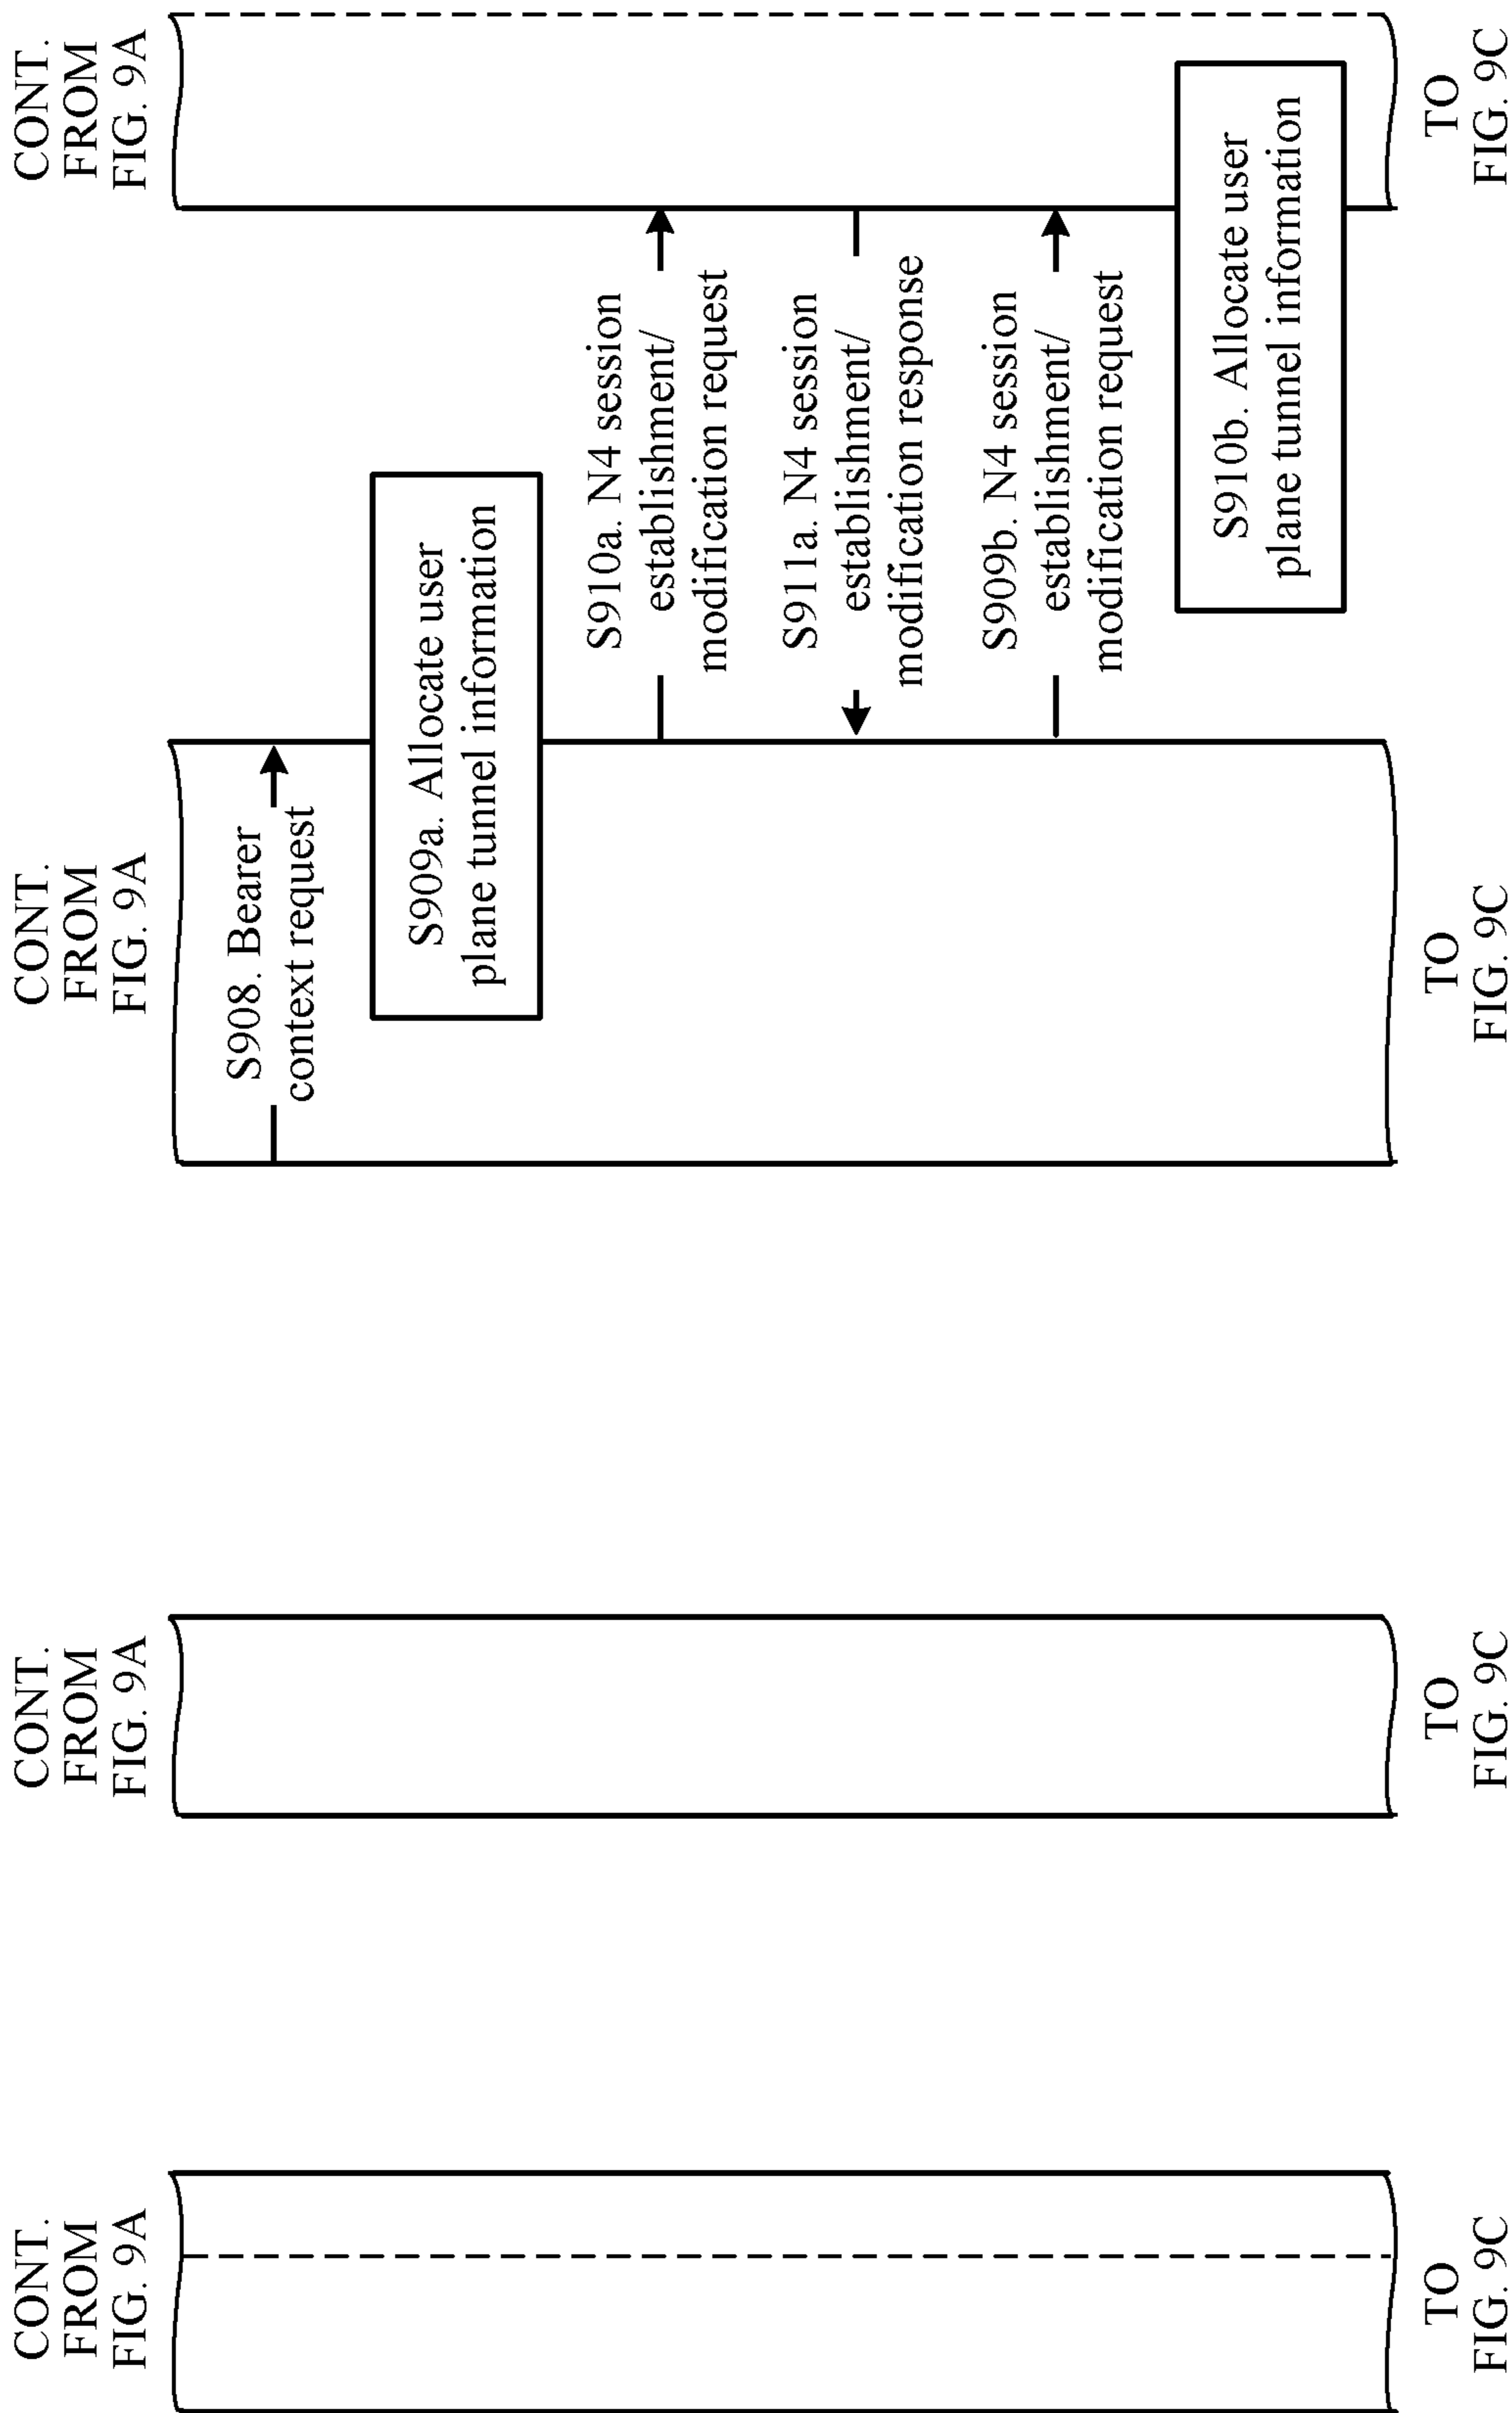 CONT.
FROM
FIG. 9A
CONT.
FROM
FIG. 9A
CONT.
FROM
FIG. 9A
CONT.
FROM
FIG. 9A
S908. Bearer
context request
S909a. Allocate user
plane tunnel information
S910a. N4 session
establishment/
modification request
S911a. N4 session
establishment/
modification response
S909b. N4 session
establishment/
modification request
S910b. Allocate user
plane tunnel information
TO
FIG. 9C
TO
FIG. 9C
TO
FIG. 9C
TO
FIG. 9C